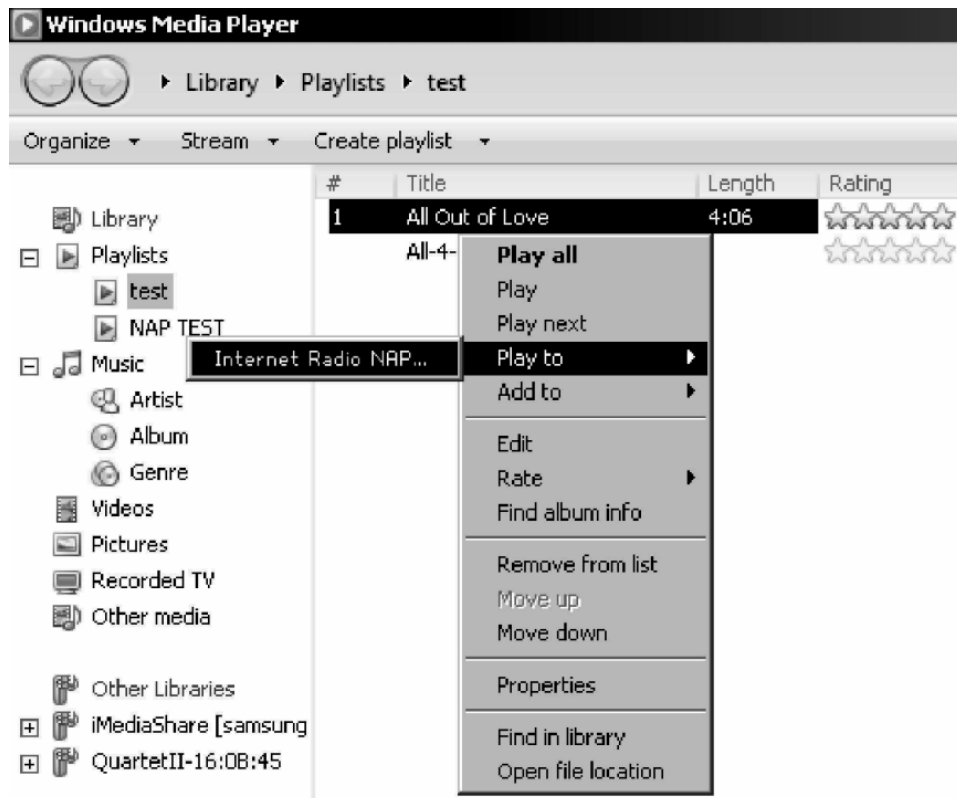 Windows Media Player
Library Playlists test
Organize Stream Create playlist
# Title Length Rating
1 All Out of Love 4:06
All-4-
Library
Playlists
test
NAP TEST
Music
Artist
Album
Genre
Videos
Pictures
Recorded TV
Other media
Other Libraries
iMediaShare [samsung
QuartetII-16:0B:45
Internet Radio NAP...
Play all
Play
Play next
Play to
Add to
Edit
Rate
Find album info
Remove from list
Move up
Move down
Properties
Find in library
Open file location